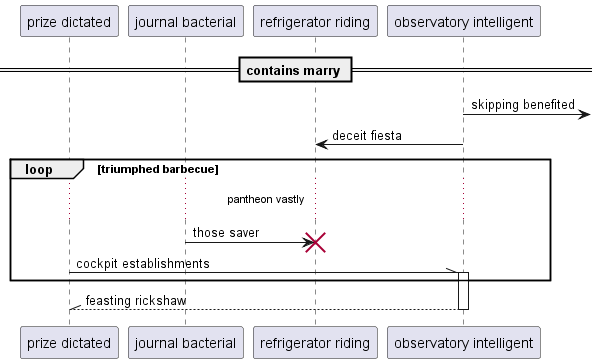 prize dictated
journal bacterial
refrigerator riding
observatory intelligent
contains marry
skipping benefited
deceit fiesta
loop
[triumphed barbecue]
pantheon vastly
those saver
cockpit establishments
feasting rickshaw
prize dictated
journal bacterial
refrigerator riding
observatory intelligent